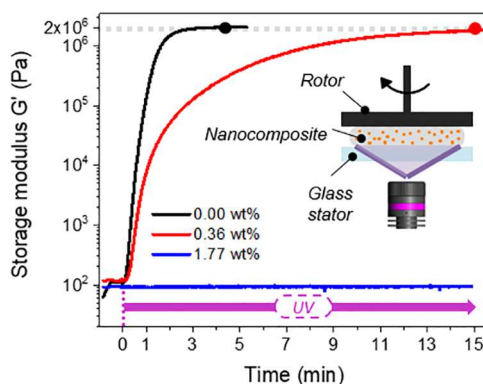 Storage modulus G' (Pa)
2x10⁶
10⁶
10⁵
10⁴
10³
10²
Rotor
Nanocomposite
Glass
stator
0.00 wt%
0.36 wt%
1.77 wt%
UV
0 1 3 5 7 9 11 13 15
Time (min)